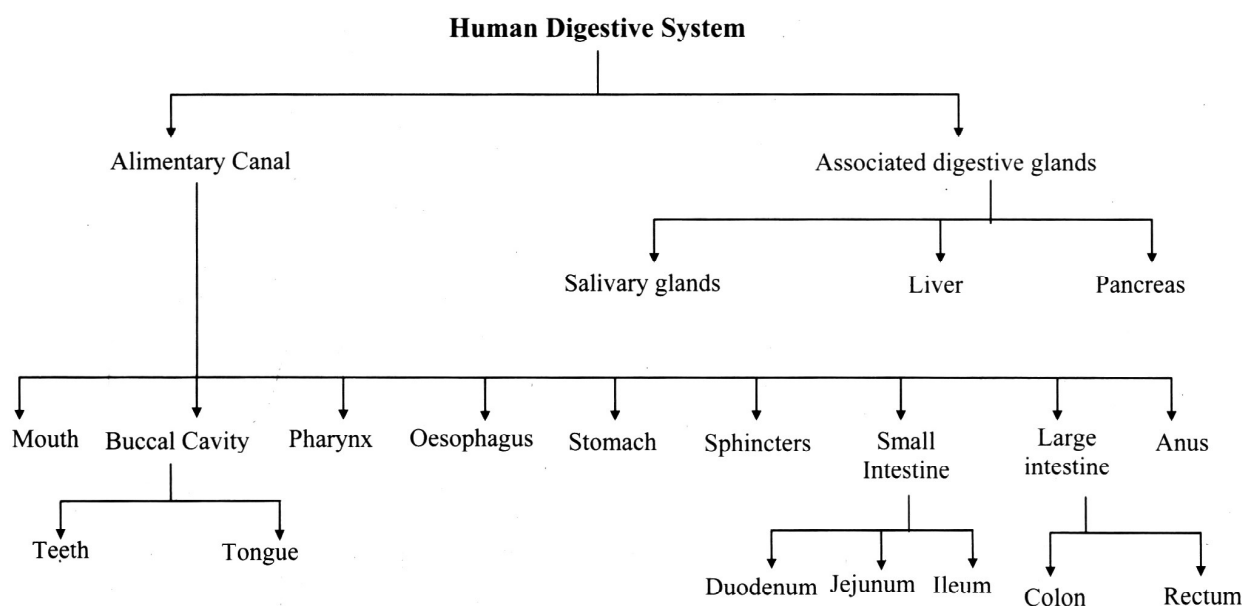 Human Digestive System
Alimentary Canal
Associated digestive glands
Salivary glands
Liver
Pancreas
Mouth
Buccal Cavity
Pharynx
Oesophagus
Stomach
Sphincters
Small
Intestine
Large
intestine
Anus
Teeth
Tongue
Duodenum
Jejunum
Ileum
Colon
Rectum